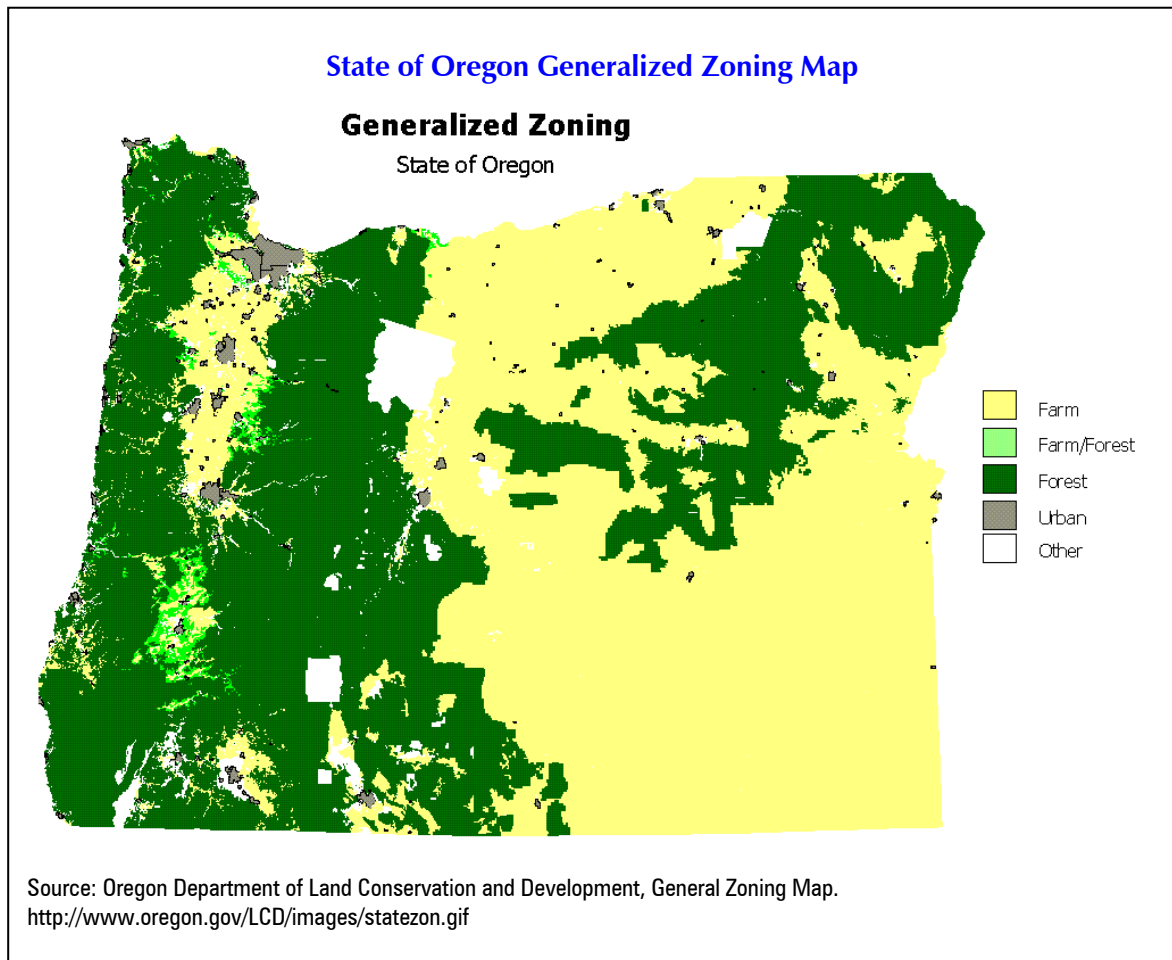 State of Oregon Generalized Zoning Map
Generalized Zoning
State of Oregon
Farm
Farm/Forest
Forest
Urban
Other
Source: Oregon Department of Land Conservation and Development, General Zoning Map.
http://www.oregon.gov/LCD/images/statezon.gif